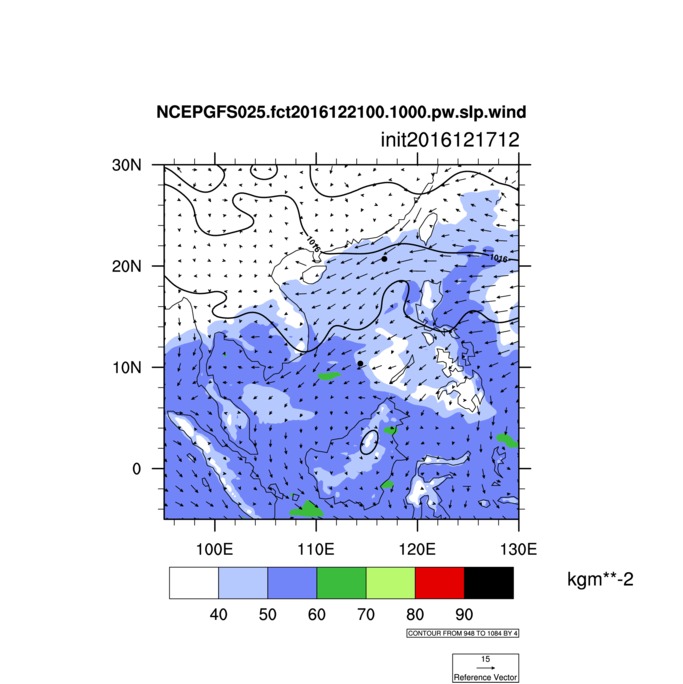 NCEPGFS025.fct2016122100.1000.pw.slp.wind
init2016121712
30N
20N
10N
0
1016
1016
100E 110E 120E 130E
40 50 60 70 80 90
kgm**-2
CONTOUR FROM 948 TO 1084 BY 4
15
Reference Vector